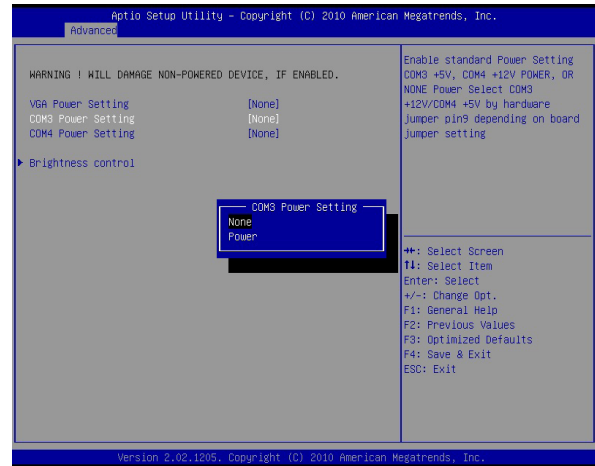 Aptio Setup Utility – Copyright (C) 2010 American Megatrends, Inc.
Advanced
WARNING ! WILL DAMAGE NON-POWERED DEVICE, IF ENABLED.
VGA Power Setting [None]
COM3 Power Setting [None]
COM4 Power Setting [None]
Brightness control
COM3 Power Setting
None
Power
Enable standard Power Setting
COM3 +5V, COM4 +12V POWER, OR
NONE Power Select COM3
+12V/COM4 +5V by hardware
jumper pin9 depending on board
jumper setting
→←: Select Screen
↑↓: Select Item
Enter: Select
+/-: Change Opt.
F1: General Help
F2: Previous Values
F3: Optimized Defaults
F4: Save & Exit
ESC: Exit
Version 2.02.1205. Copyright (C) 2010 American Megatrends, Inc.